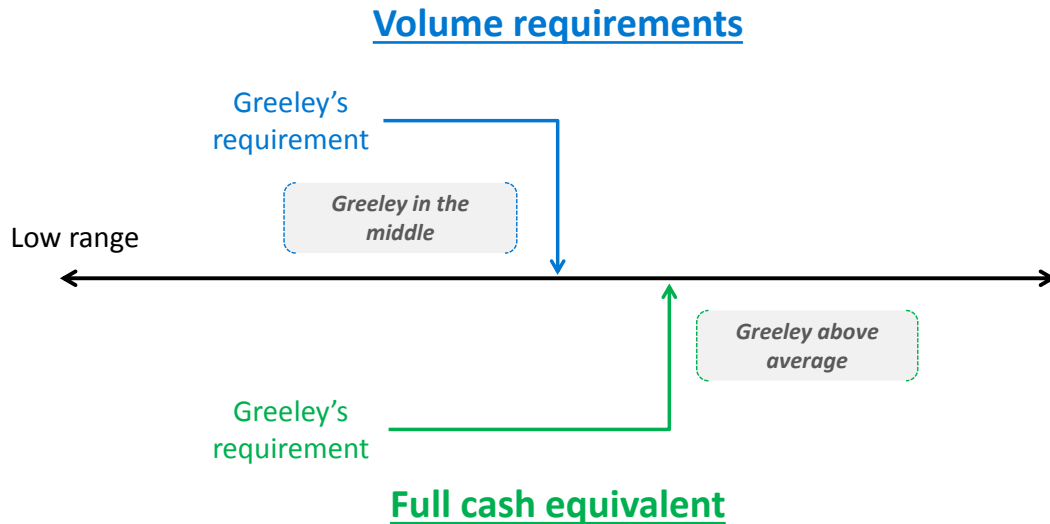 Volume requirements
Greeley’s
requirement
Greeley in the
middle
Low range
Greeley above
average
Greeley’s
requirement
Full cash equivalent